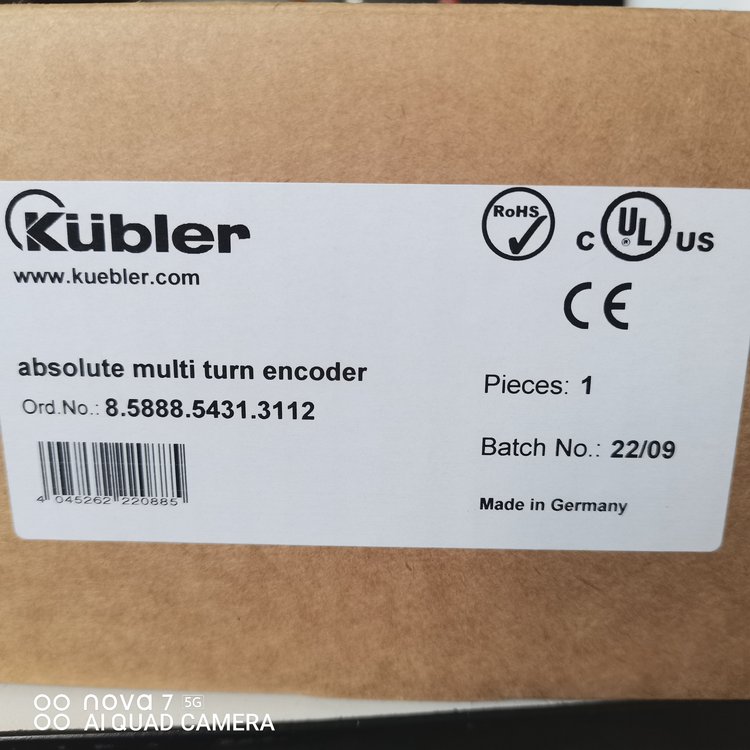 Kübler
www.kuebler.com
RoHS
C UL ® US
CE
absolute multi turn encoder
Ord.No.: 8.5888.5431.3112
4 045262 220885
Pieces: 1
Batch No.: 22/09
Made in Germany
nova 7 5G
AI QUAD CAMERA